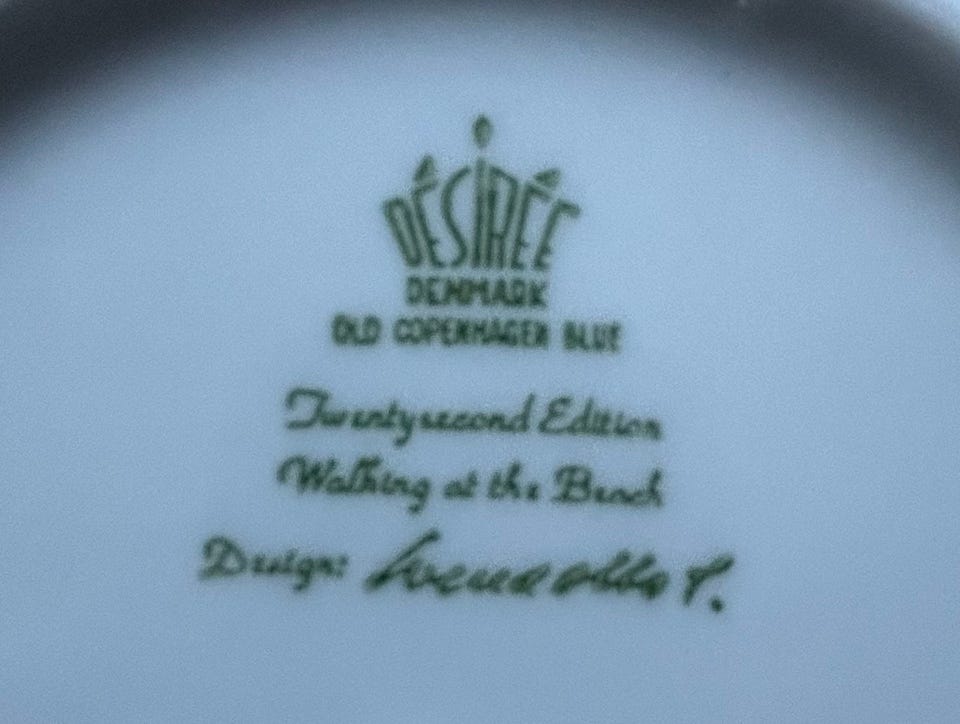 DÉSIRÉE
DENMARK
OLD COPENHAGEN BLUE
Twentysecond Edition
Walking at the Beach
Design: